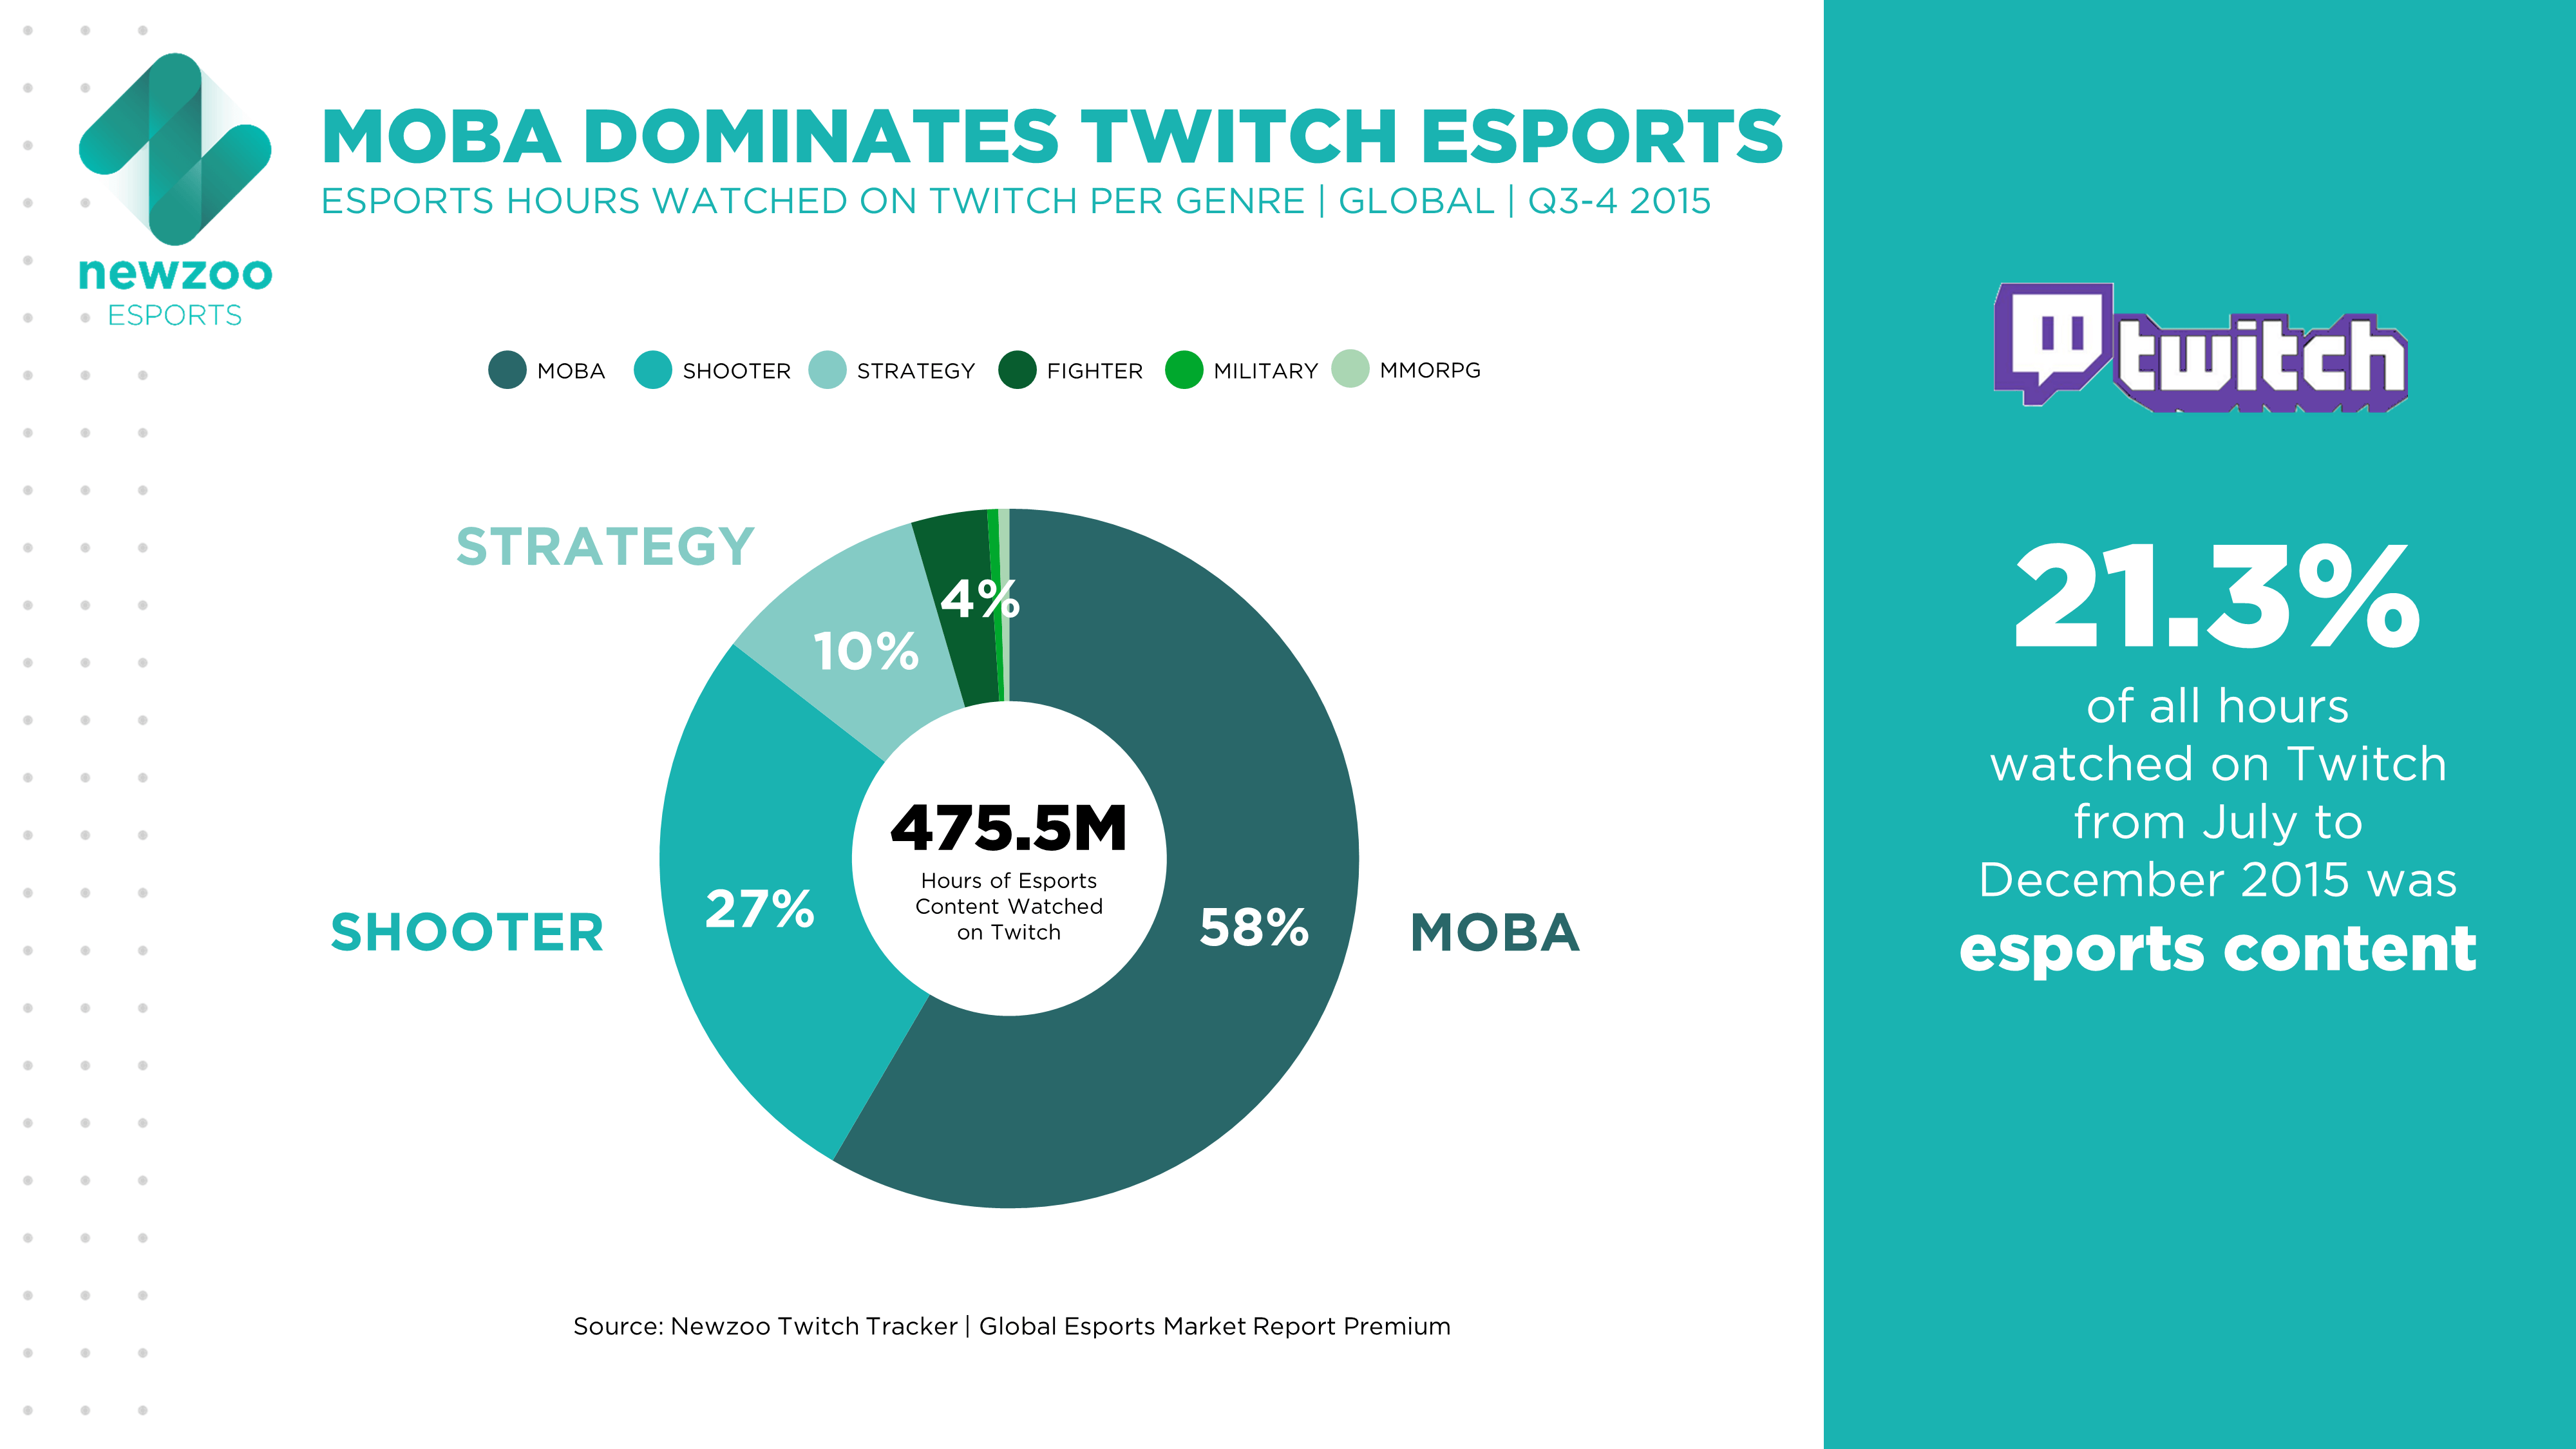 MOBA DOMINATES TWITCH ESPORTS
ESPORTS HOURS WATCHED ON TWITCH PER GENRE | GLOBAL | Q3-4 2015
newzoo
ESPORTS
MOBA SHOOTER STRATEGY FIGHTER MILITARY MMORPG
STRATEGY
4%
10%
475.5M
Hours of Esports
Content Watched
on Twitch
27%
58%
SHOOTER
MOBA
Source: Newzoo Twitch Tracker | Global Esports Market Report Premium
twitch
21.3%
of all hours
watched on Twitch
from July to
December 2015 was
esports content